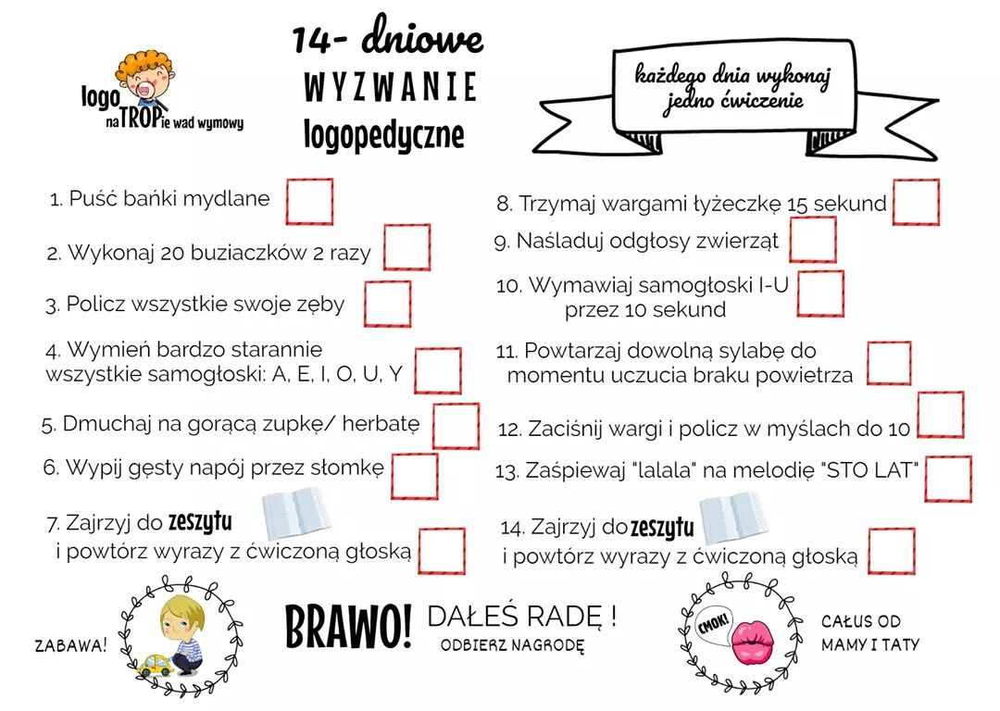 logo
naTROPie wad wymowy
14- dniowe
WYZWANIE
logopedyczne
każdego dnia wykonaj
jedno ćwiczenie
1. Puść bańki mydlane
2. Wykonaj 20 buziaczków 2 razy
3. Policz wszystkie swoje zęby
4. Wymień bardzo starannie
wszystkie samogłoski: A, E, I, O, U, Y
5. Dmuchaj na gorącą zupkę/ herbatę
6. Wypij gęsty napój przez słomkę
7. Zajrzyj do zeszytu
i powtórz wyrazy z ćwiczoną głoską
8. Trzymaj wargami łyżeczkę 15 sekund
9. Naśladuj odgłosy zwierząt
10. Wymawiaj samogłoski I-U
przez 10 sekund
11. Powtarzaj dowolną sylabę do
momentu uczucia braku powietrza
12. Zaciśnij wargi i policz w myślach do 10
13. Zaśpiewaj "lalala" na melodię "STO LAT"
14. Zajrzyj do zeszytu
i powtórz wyrazy z ćwiczoną głoską
ZABAWA!
BRAWO! DAŁEŚ RADĘ !
ODBIERZ NAGRODĘ
CMOK!
CAŁUS OD
MAMY I TATY